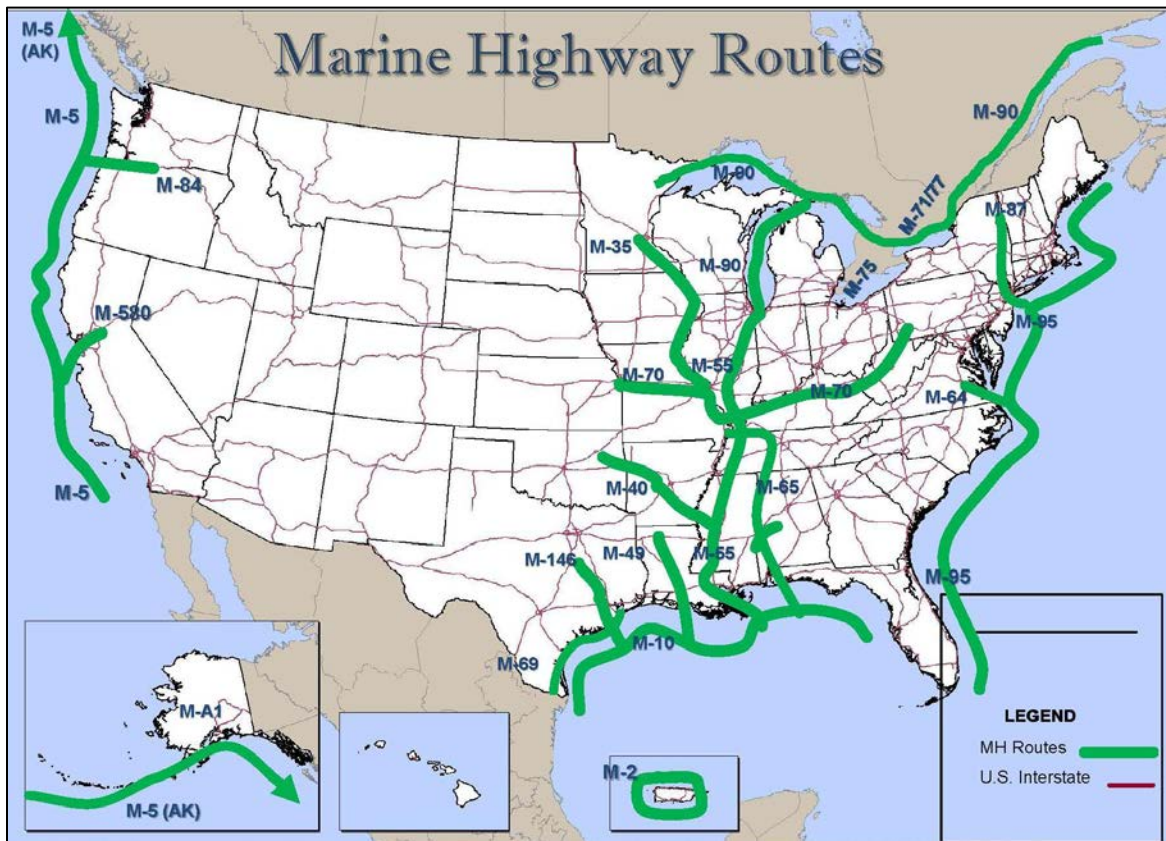 Marine Highway Routes
M-5
(AK)
M-5
M-84
M-580
M-5
M-90
M-90
M-71/77
M-87
M-35
M-90
M-75
M-95
M-70
M-55
M-70
M-64
M-40
M-65
M-146
M-49
M-55
M-95
M-10
M-69
M-A1
M-5 (AK)
M-2
LEGEND
MH Routes
U.S. Interstate